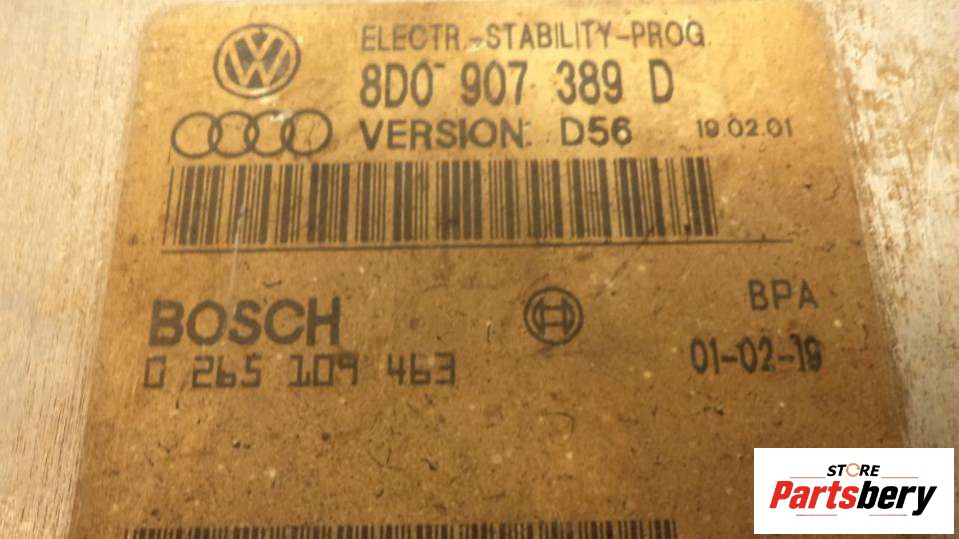 ELECTR.-STABILITY-PROG.
8D0 907 389 D
VERSION: D56 19.02.01
BOSCH
0 265 109 463
BPA
01-02-19
STORE
Partsbery